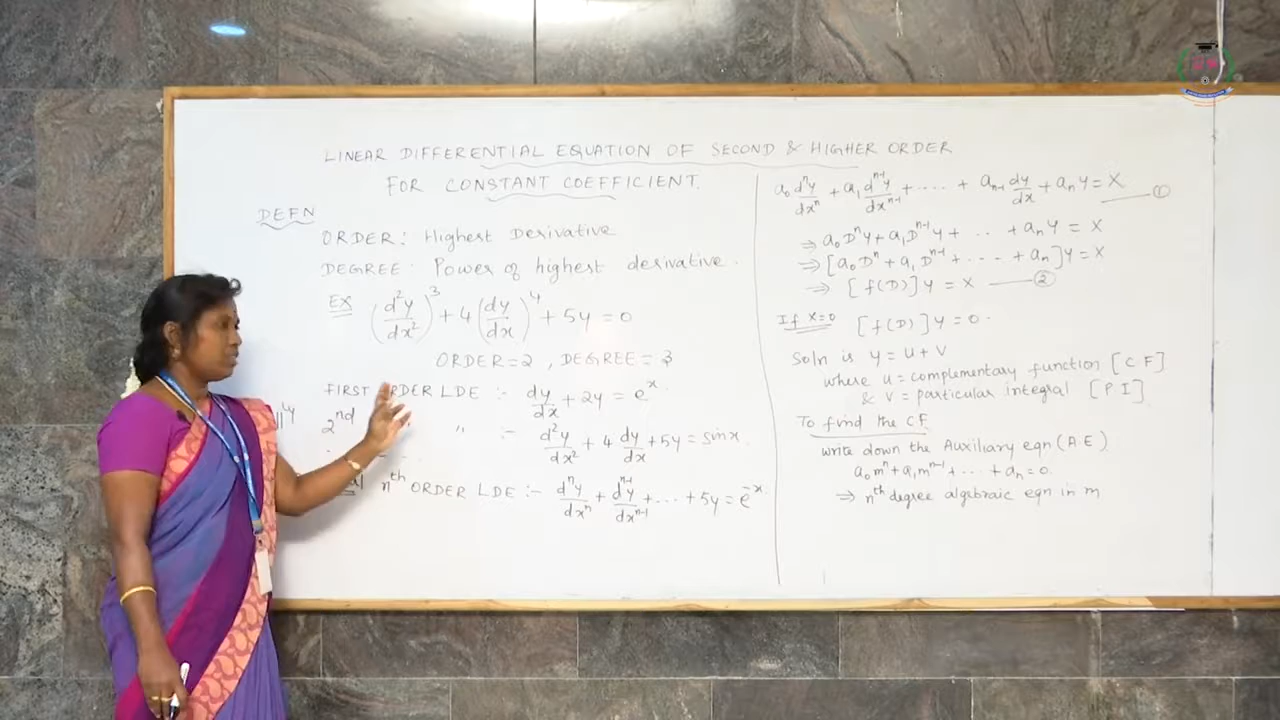 LINEAR DIFFERENTIAL EQUATION OF SECOND & HIGHER ORDER
FOR CONSTANT COEFFICIENT.
DEFN
ORDER: Highest Derivative
DEGREE: Power of highest derivative.
EX (d²y/dx²)³ + 4(dy/dx)⁴ + 5y = 0
ORDER = 2, DEGREE = 3
FIRST ORDER LDE :- dy/dx + 2y = eˣ.
|||ly 2nd " :- d²y/dx² + 4 dy/dx + 5y = sinx.
nth ORDER LDE :- dⁿy/dxⁿ + dⁿ⁻¹y/dxⁿ⁻¹ + ... + 5y = e⁻ˣ
a₀ dⁿy/dxⁿ + a₁ dⁿ⁻¹y/dxⁿ⁻¹ + .... + aₙ₋₁ dy/dx + aₙy = X — ①
⇒ a₀Dⁿy + a₁Dⁿ⁻¹y + .. + aₙy = X
⇒ [a₀Dⁿ + a₁Dⁿ⁻¹ + .... + aₙ]y = X
⇒ [f(D)]y = X — ②
If X=0 [f(D)]y = 0.
Soln is y = u + v
where u = complementary function [C.F]
& v = particular integral [P.I]
To find the CF
write down the Auxiliary eqn (A.E)
a₀mⁿ + a₁mⁿ⁻¹ + .... + aₙ = 0.
⇒ nth degree algebraic eqn in m